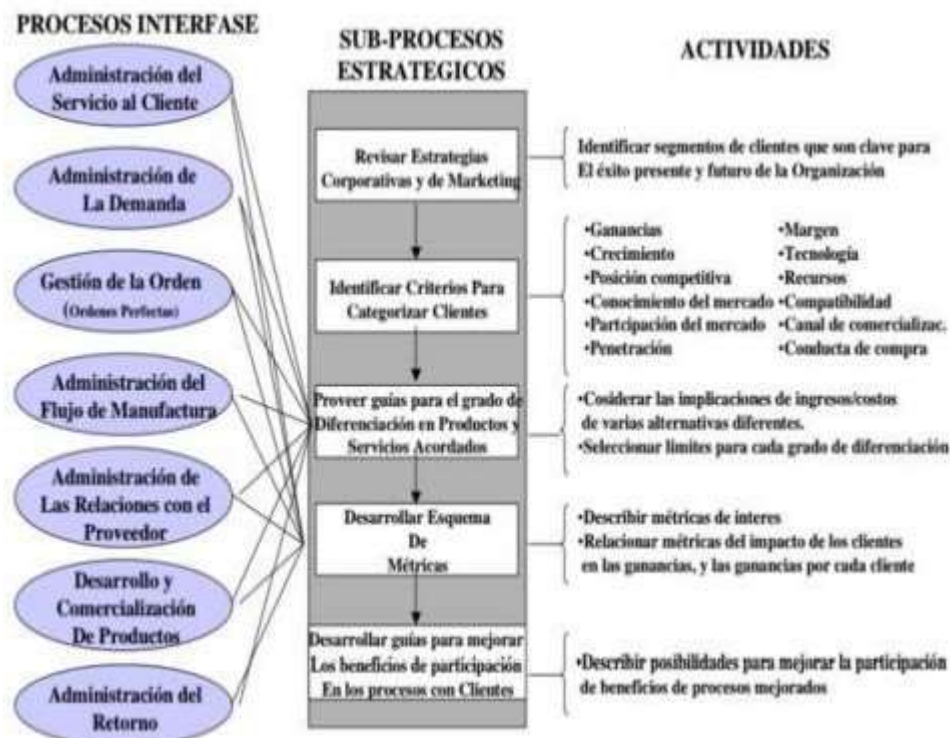 PROCESOS INTERFASE
Administración del
Servicio al Cliente
Administración de
La Demanda
Gestión de la Orden
(Ordenes Perfectas)
Administración del
Flujo de Manufactura
Administración de
Las Relaciones con el
Proveedor
Desarrollo y
Comercialización
De Productos
Administración del
Retorno
SUB-PROCESOS
ESTRATEGICOS
Revisar Estrategias
Corporativas y de Marketing
Identificar Criterios Para
Categorizar Clientes
Proveer guías para el grado de
Diferenciación en Productos y
Servicios Acordados
Desarrollar Esquema
De
Métricas
Desarrollar guías para mejorar
Los beneficios de participación
En los procesos con Clientes
ACTIVIDADES
Identificar segmentos de clientes que son clave para
El éxito presente y futuro de la Organización
•Ganancias
•Crecimiento
•Posición competitiva
•Conocimiento del mercado
•Partcipación del mercado
•Penetración
•Margen
•Tecnología
•Recursos
•Compatibilidad
•Canal de comercializac.
•Conducta de compra
•Cosiderar las implicaciones de ingresos/costos
de varias alternativas diferentes.
•Seleccionar limites para cada grado de diferenciación
•Describir métricas de interes
•Relacionar métricas del impacto de los clientes
en las ganancias, y las ganancias por cada cliente
•Describir posibilidades para mejorar la participación
de beneficios de procesos mejorados